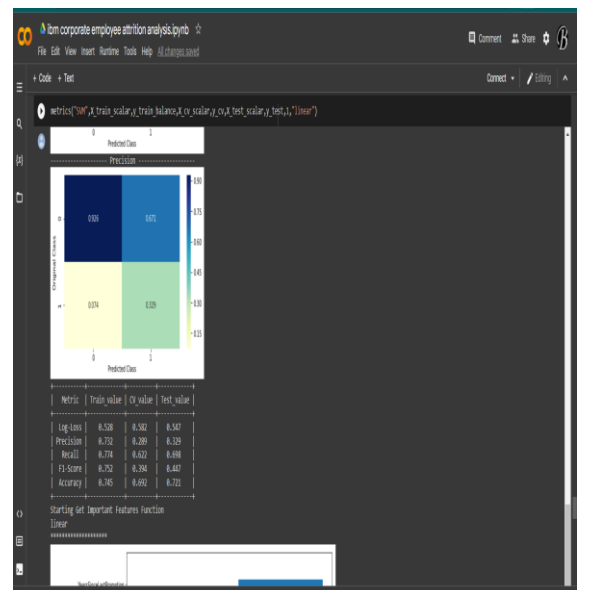 ibm corporate employee attrition analysis.ipynb
Comment Share
File Edit View Insert Runtime Tools Help All changes saved
+ Code + Text
Connect Editing
metrics("SVM",X_train_scalar,y_train_balance,X_cv_scalar,y_cv,X_test_scalar,y_test,1,"linear")
0 1
Predicted Class
-------------------- Precision --------------------
0.90
0.926 0.671
0.75
0
0.60
Original Class
0.45
1
0.074 0.329
0.30
0.15
0 1
Predicted Class
| Metric | Train_value | CV_value | Test_value |
| Log-Loss | 0.528 | 0.582 | 0.547 |
| Precision | 0.732 | 0.289 | 0.329 |
| Recall | 0.774 | 0.622 | 0.698 |
| F1-Score | 0.752 | 0.394 | 0.447 |
| Accuracy | 0.745 | 0.692 | 0.721 |
Starting Get Important Features Function
linear
*******************